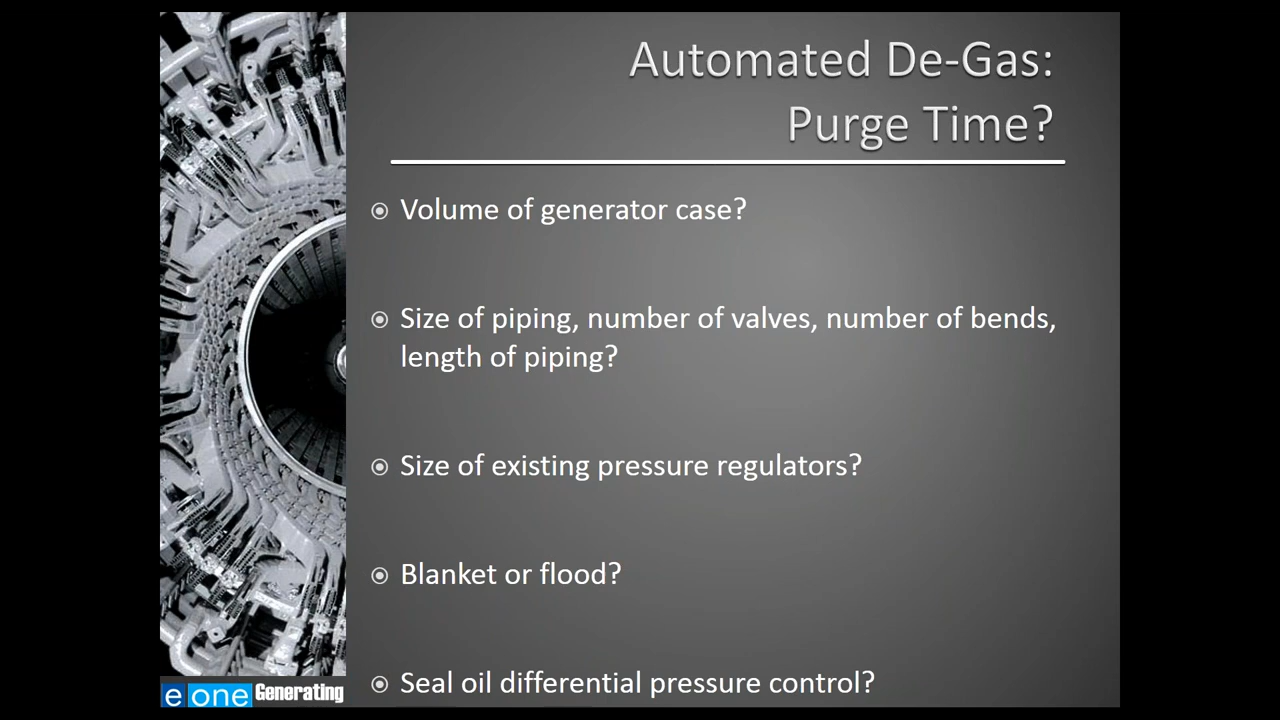 Automated De-Gas:
Purge Time?
Volume of generator case?
Size of piping, number of valves, number of bends,
length of piping?
Size of existing pressure regulators?
Blanket or flood?
Seal oil differential pressure control?
e one Generating